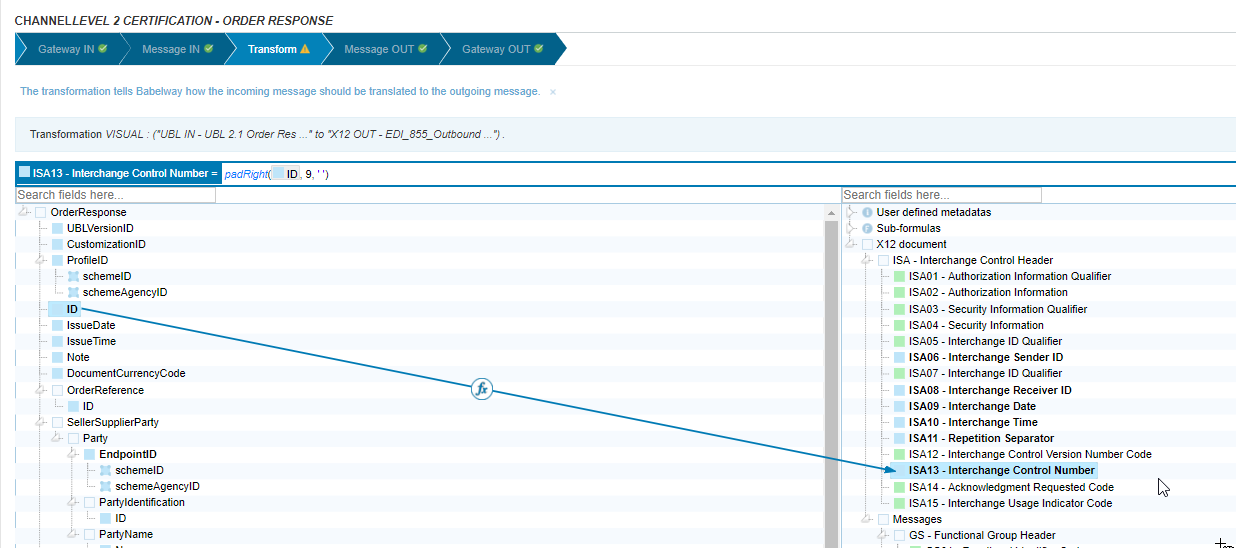 CHANNELLEVEL 2 CERTIFICATION - ORDER RESPONSE
Gateway IN Message IN Transform Message OUT Gateway OUT
The transformation tells Babelway how the incoming message should be translated to the outgoing message. ×
Transformation VISUAL : ("UBL IN - UBL 2.1 Order Res ..." to "X12 OUT - EDI_855_Outbound ...") .
ISA13 - Interchange Control Number = padRight( ID , 9, ' ')
Search fields here...
OrderResponse
UBLVersionID
CustomizationID
ProfileID
schemeID
schemeAgencyID
ID
IssueDate
IssueTime
Note
DocumentCurrencyCode
OrderReference
ID
SellerSupplierParty
Party
EndpointID
schemeID
schemeAgencyID
PartyIdentification
ID
PartyName
fx
Search fields here...
User defined metadatas
Sub-formulas
X12 document
ISA - Interchange Control Header
ISA01 - Authorization Information Qualifier
ISA02 - Authorization Information
ISA03 - Security Information Qualifier
ISA04 - Security Information
ISA05 - Interchange ID Qualifier
ISA06 - Interchange Sender ID
ISA07 - Interchange ID Qualifier
ISA08 - Interchange Receiver ID
ISA09 - Interchange Date
ISA10 - Interchange Time
ISA11 - Repetition Separator
ISA12 - Interchange Control Version Number Code
ISA13 - Interchange Control Number
ISA14 - Acknowledgment Requested Code
ISA15 - Interchange Usage Indicator Code
Messages
GS - Functional Group Header